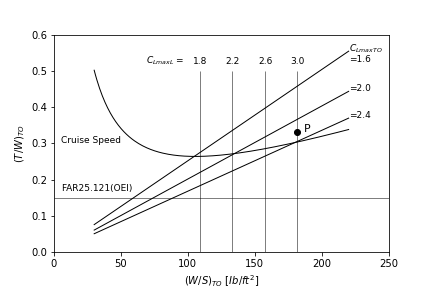 0.6
C_LmaxL = 1.8 2.2 2.6 3.0
C_LmaxTO
=1.6
0.5
=2.0
0.4
=2.4
P
Cruise Speed
0.3
(T/W)_TO
0.2
FAR25.121(OEI)
0.1
0.0
0 50 100 150 200 250
(W/S)_TO [lb/ft²]